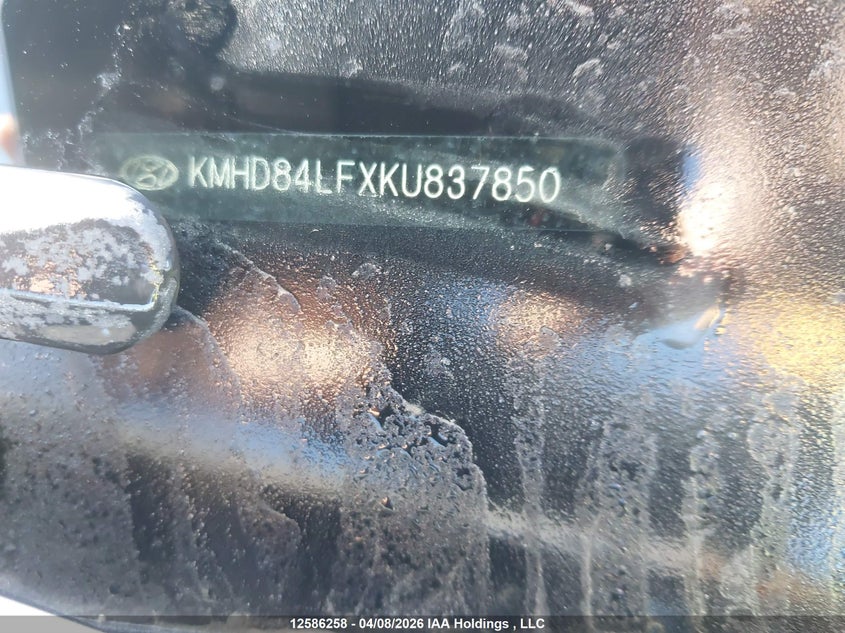 KMHD84LFXKU837850
12586258 - 04/08/2026 IAA Holdings , LLC